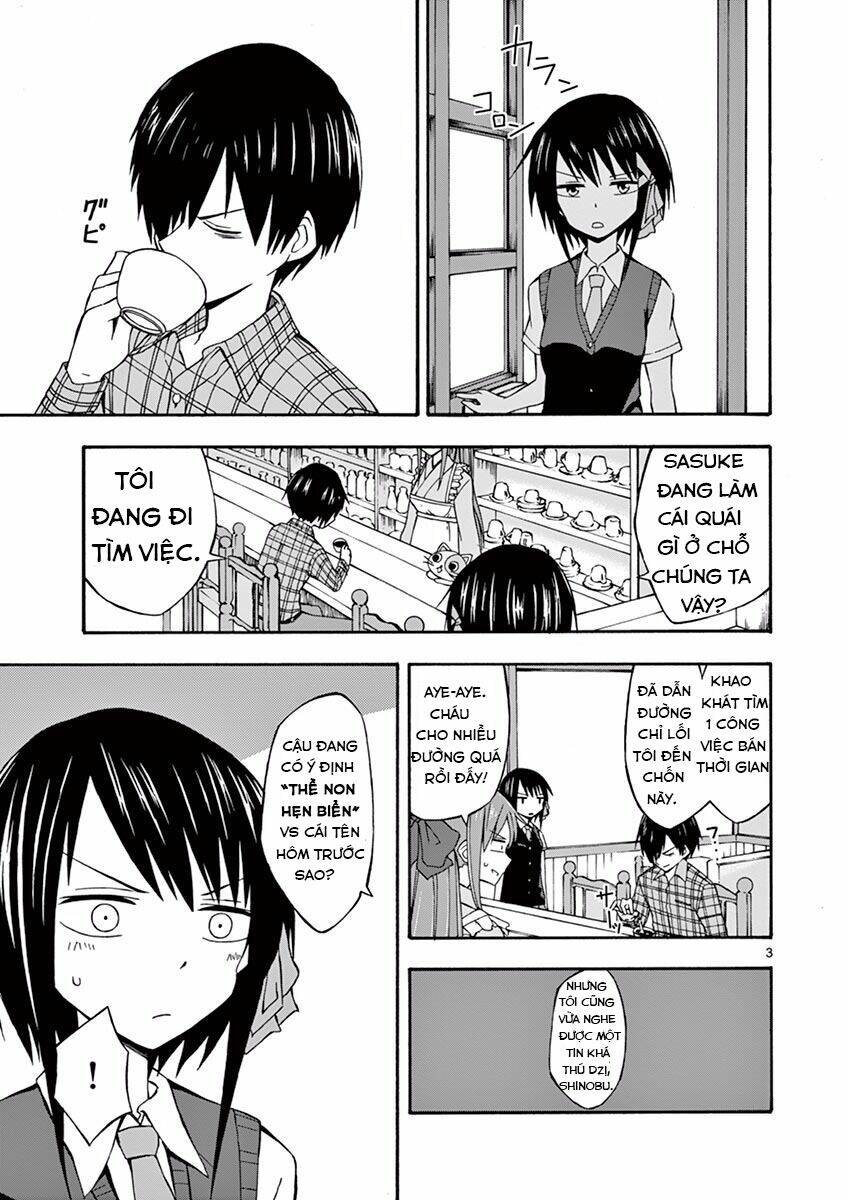 カラン
コロン
グピ
SASUKE
ĐANG LÀM
CÁI QUÁI
GÌ Ở CHỖ
CHÚNG TA
VẬY?
TÔI
ĐANG ĐI
TÌM VIỆC.
KHAO
KHÁT TÌM
1 CÔNG
VIỆC BÁN
THỜI GIAN
ĐÃ DẪN
ĐƯỜNG
CHỈ LỐI
TÔI ĐẾN
CHỐN
NÀY.
AYE-AYE.
CHÁU
CHO NHIỀU
ĐƯỜNG QUÁ
RỒI ĐẤY!
3
NHƯNG
TÔI CŨNG
VỪA NGHE
ĐƯỢC MỘT
TIN KHÁ
THÚ DZỊ,
SHINOBU.
CẬU ĐANG
CÓ Ý ĐỊNH
“THỀ NON
HẸN BIỂN”
VS CÁI TÊN
HÔM TRƯỚC
SAO?
!